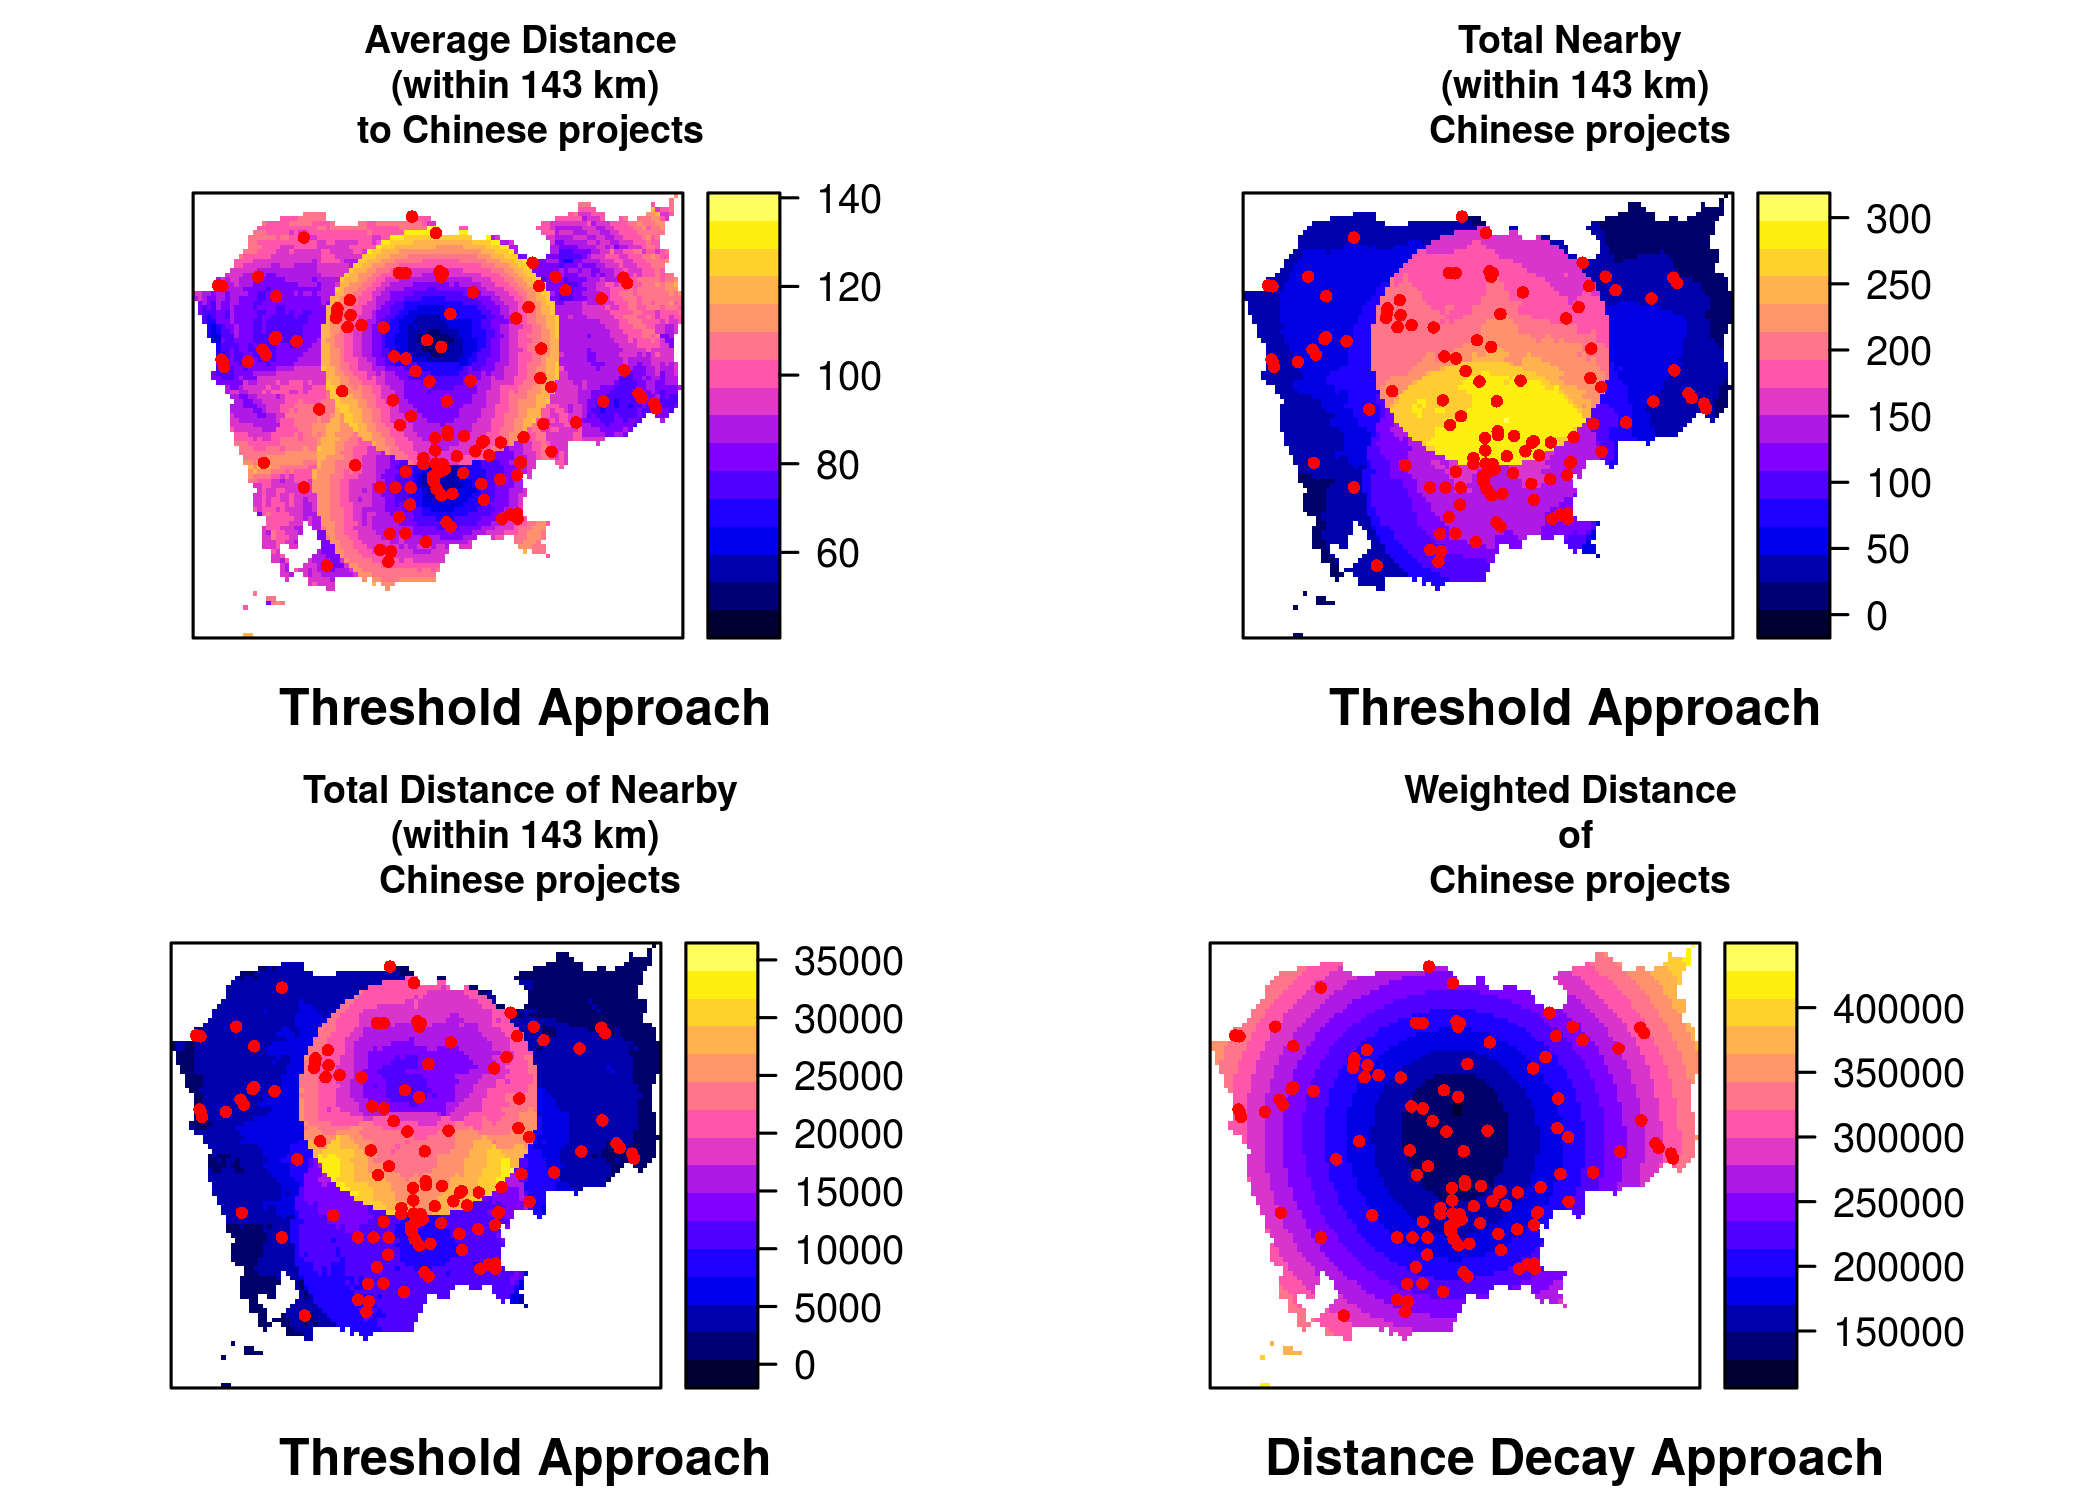 Average Distance
(within 143 km)
to Chinese projects
140
120
100
80
60
Threshold Approach
Total Nearby
(within 143 km)
Chinese projects
300
250
200
150
100
50
0
Threshold Approach
Total Distance of Nearby
(within 143 km)
Chinese projects
35000
30000
25000
20000
15000
10000
5000
0
Threshold Approach
Weighted Distance
of
Chinese projects
400000
350000
300000
250000
200000
150000
Distance Decay Approach